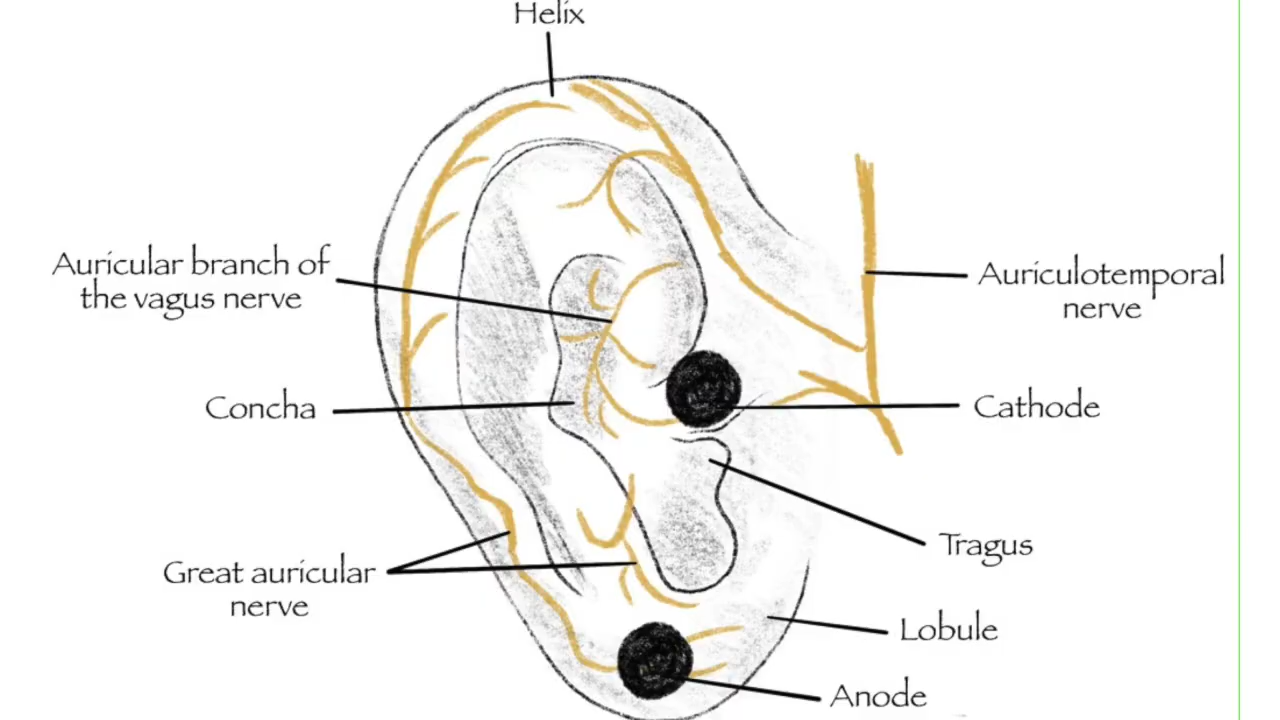 Helix
Auricular branch of
the vagus nerve
Auriculotemporal
nerve
Concha
Cathode
Tragus
Great auricular
nerve
Lobule
Anode